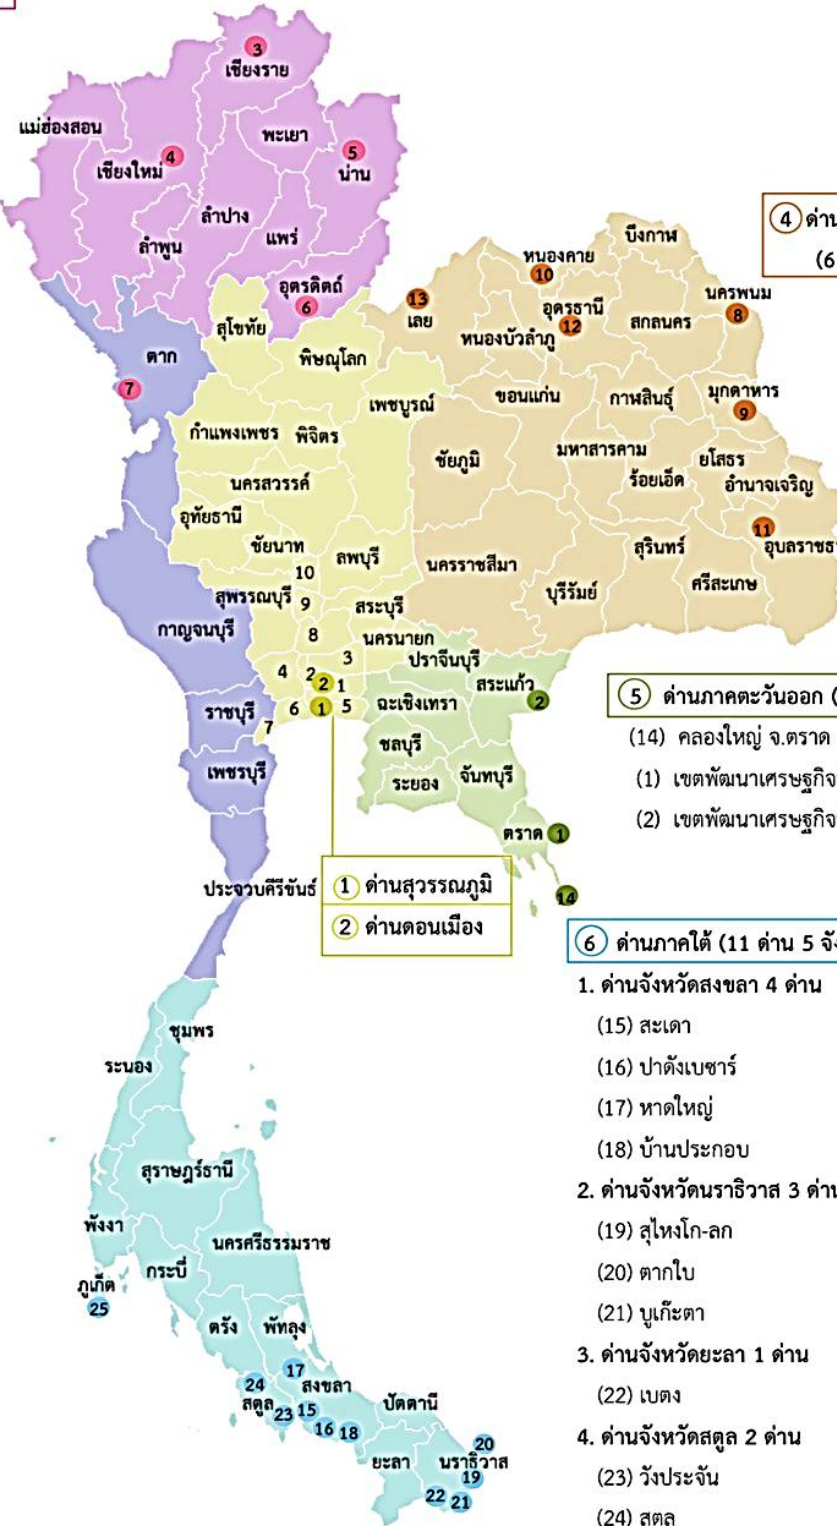 3
เชียงราย
แม่ฮ่องสอน
พะเยา
4
5
เชียงใหม่
น่าน
ลำปาง
แพร่
ลำพูน
4 ด่าน
(6
บึงกาฬ
หนองคาย
10
อุตรดิตถ์
6
13
เลย
อุดรธานี
12
นครพนม
8
สกลนคร
หนองบัวลำภู
สุโขทัย
พิษณุโลก
ตาก
7
เพชบูรณ์
ขอนแก่น
กาฬสินธุ์
มุกดาหาร
9
กำแพงเพชร
พิจิตร
ชัยภูมิ
มหาสารคาม
ยโสธร
ร้อยเอ็ด
อำนาจเจริญ
นครสวรรค์
อุทัยธานี
11
อุบลราชธา
ชัยนาท
ลพบุรี
นครราชสีมา
สุรินทร์
10
ศรีสะเกษ
บุรีรัมย์
สุพรรณบุรี
9
สระบุรี
กาญจนบุรี
8
นครนายก
3
ปราจีนบุรี
4
2
2
1
สระแก้ว
2
ราชบุรี
6
1
5
ฉะเชิงเทรา
7
ชลบุรี
เพชรบุรี
ระยอง
จันทบุรี
ตราด
1
14
5 ด่านภาคตะวันออก (
(14) คลองใหญ่ จ.ตราด
(1) เขตพัฒนาเศรษฐกิจ
(2) เขตพัฒนาเศรษฐกิจ
ประจวบคีรีขันธ์
1 ด่านสุวรรณภูมิ
2 ด่านดอนเมือง
6 ด่านภาคใต้ (11 ด่าน 5 จัง
1. ด่านจังหวัดสงขลา 4 ด่าน
(15) สะเดา
(16) ปาดังเบซาร์
(17) หาดใหญ่
(18) บ้านประกอบ
2. ด่านจังหวัดนราธิวาส 3 ด่าน
(19) สุไหงโก-ลก
(20) ตากใบ
(21) บูเก๊ะตา
3. ด่านจังหวัดยะลา 1 ด่าน
(22) เบตง
4. ด่านจังหวัดสตูล 2 ด่าน
(23) วังประจัน
(24) สตูล
ชุมพร
ระนอง
สุราษฎร์ธานี
พังงา
นครศรีธรรมราช
กระบี่
ภูเก็ต
25
ตรัง
พัทลุง
17
24
สงขลา
สตูล
23
15
16
18
ปัตตานี
ยะลา
20
นราธิวาส
19
22
21